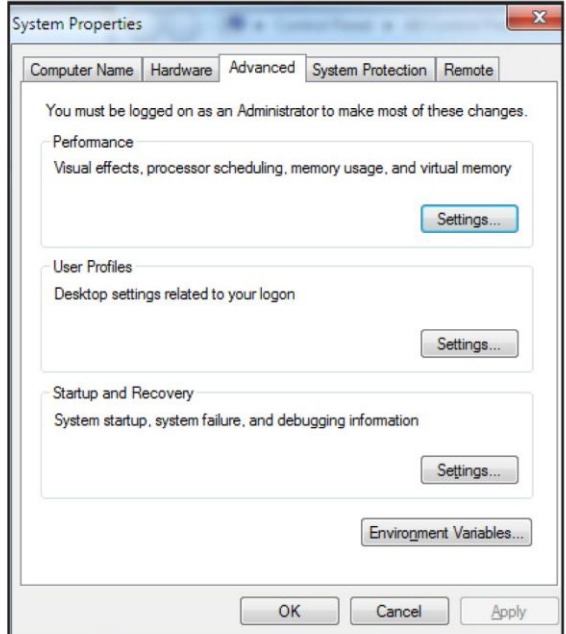 System Properties
Computer Name Hardware Advanced System Protection Remote
You must be logged on as an Administrator to make most of these changes.
Performance
Visual effects, processor scheduling, memory usage, and virtual memory
Settings...
User Profiles
Desktop settings related to your logon
Settings...
Startup and Recovery
System startup, system failure, and debugging information
Settings...
Environment Variables...
OK Cancel Apply